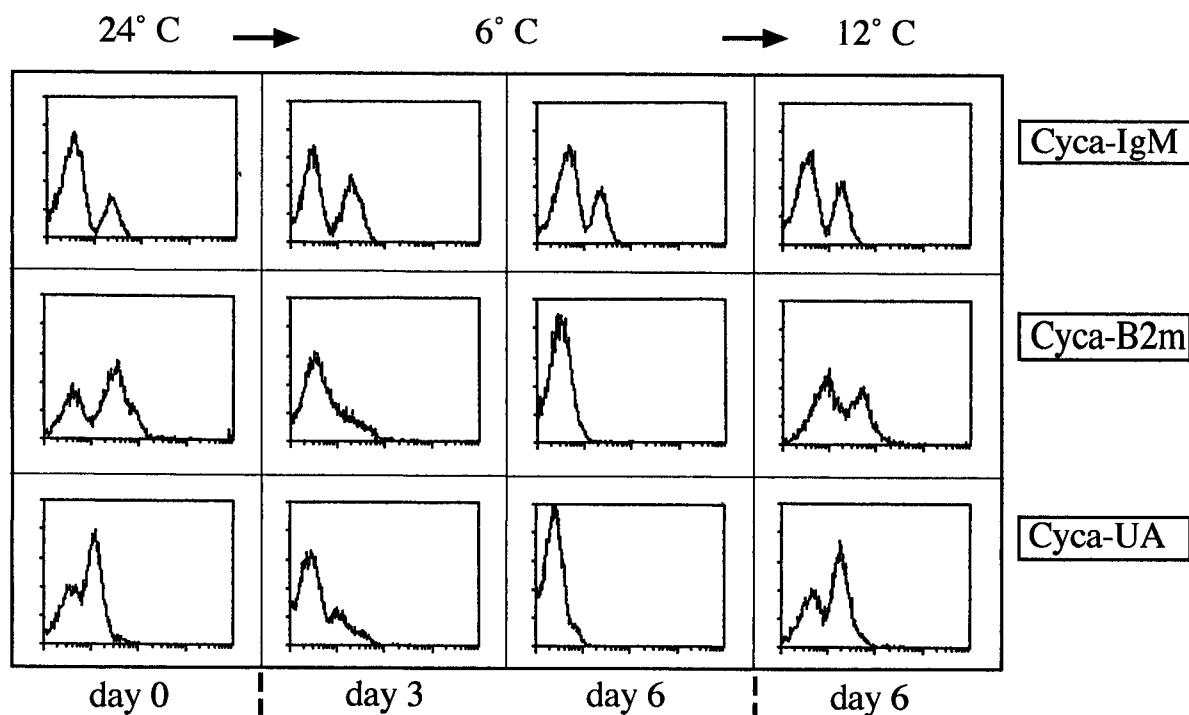 24° C → 6° C → 12° C
Cyca-IgM
Cyca-B2m
Cyca-UA
day 0 day 3 day 6 day 6